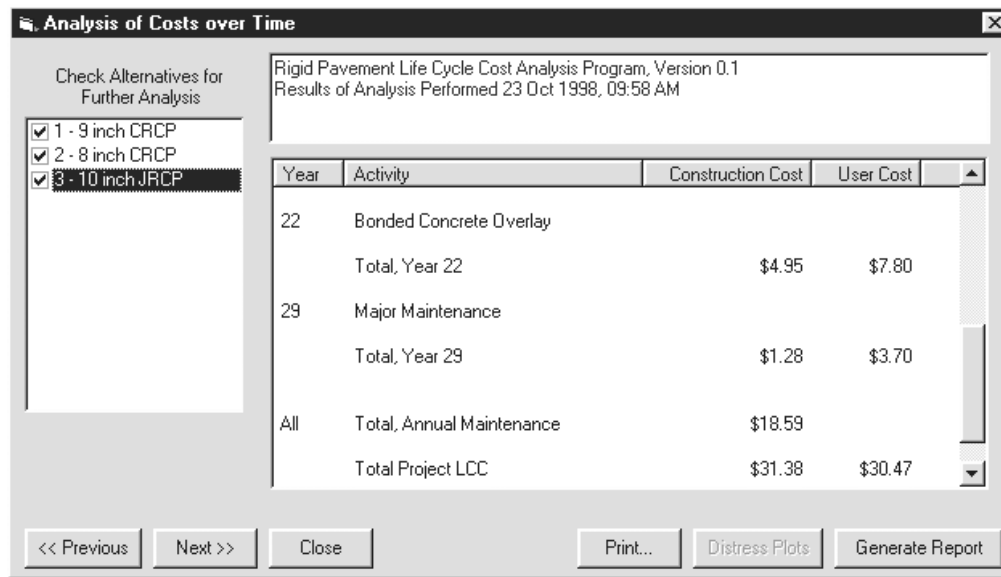 Analysis of Costs over Time
Check Alternatives for
Further Analysis
1 - 9 inch CRCP
2 - 8 inch CRCP
3 - 10 inch JRCP
Rigid Pavement Life Cycle Cost Analysis Program, Version 0.1
Results of Analysis Performed 23 Oct 1998, 09:58 AM
Year Activity Construction Cost User Cost
22 Bonded Concrete Overlay
Total, Year 22 $4.95 $7.80
29 Major Maintenance
Total, Year 29 $1.28 $3.70
All Total, Annual Maintenance $18.59
Total Project LCC $31.38 $30.47
<< Previous Next >> Close Print... Distress Plots Generate Report